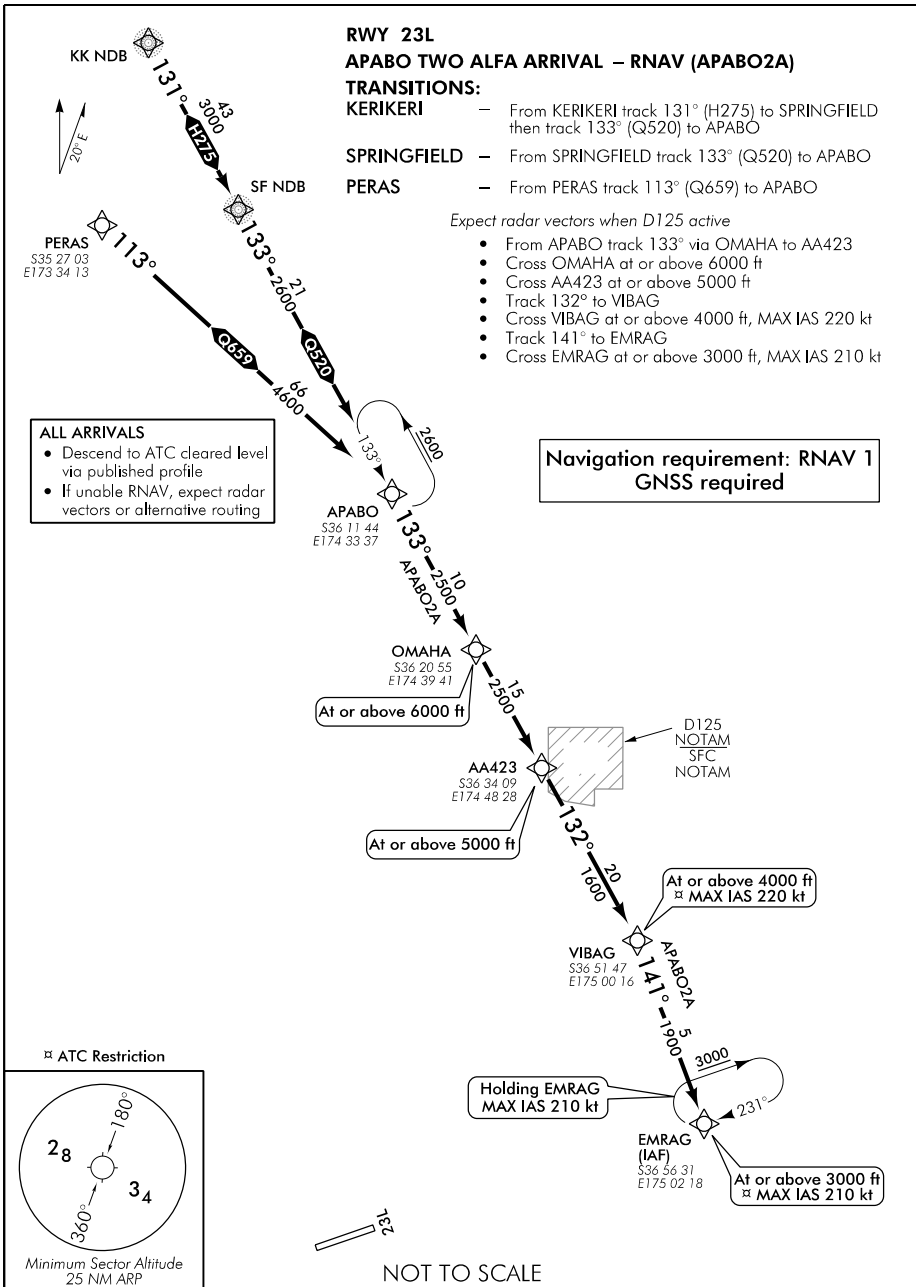 RWY 23L
APABO TWO ALFA ARRIVAL – RNAV (APABO2A)
TRANSITIONS:
KERIKERI – From KERIKERI track 131° (H275) to SPRINGFIELD
then track 133° (Q520) to APABO
SPRINGFIELD – From SPRINGFIELD track 133° (Q520) to APABO
PERAS – From PERAS track 113° (Q659) to APABO
Expect radar vectors when D125 active
• From APABO track 133° via OMAHA to AA423
• Cross OMAHA at or above 6000 ft
• Cross AA423 at or above 5000 ft
• Track 132° to VIBAG
• Cross VIBAG at or above 4000 ft, MAX IAS 220 kt
• Track 141° to EMRAG
• Cross EMRAG at or above 3000 ft, MAX IAS 210 kt
KK NDB
131°
43
3000
H275
20° E
SF NDB
133°
21
2600
Q520
PERAS
S35 27 03
E173 34 13
113°
Q659
66
4600
133°
2600
ALL ARRIVALS
• Descend to ATC cleared level
via published profile
• If unable RNAV, expect radar
vectors or alternative routing
Navigation requirement: RNAV 1
GNSS required
APABO
S36 11 44
E174 33 37
133°
10
2500
APABO2A
OMAHA
S36 20 55
E174 39 41
At or above 6000 ft
15
2500
D125
NOTAM
SFC
NOTAM
AA423
S36 34 09
E174 48 28
At or above 5000 ft
132°
20
1600
At or above 4000 ft
¤ MAX IAS 220 kt
VIBAG
S36 51 47
E175 00 16
APABO2A
141°
5
1900
3000
231°
Holding EMRAG
MAX IAS 210 kt
EMRAG
(IAF)
S36 56 31
E175 02 18
At or above 3000 ft
¤ MAX IAS 210 kt
¤ ATC Restriction
180°
28
34
360°
Minimum Sector Altitude
25 NM ARP
23L
NOT TO SCALE